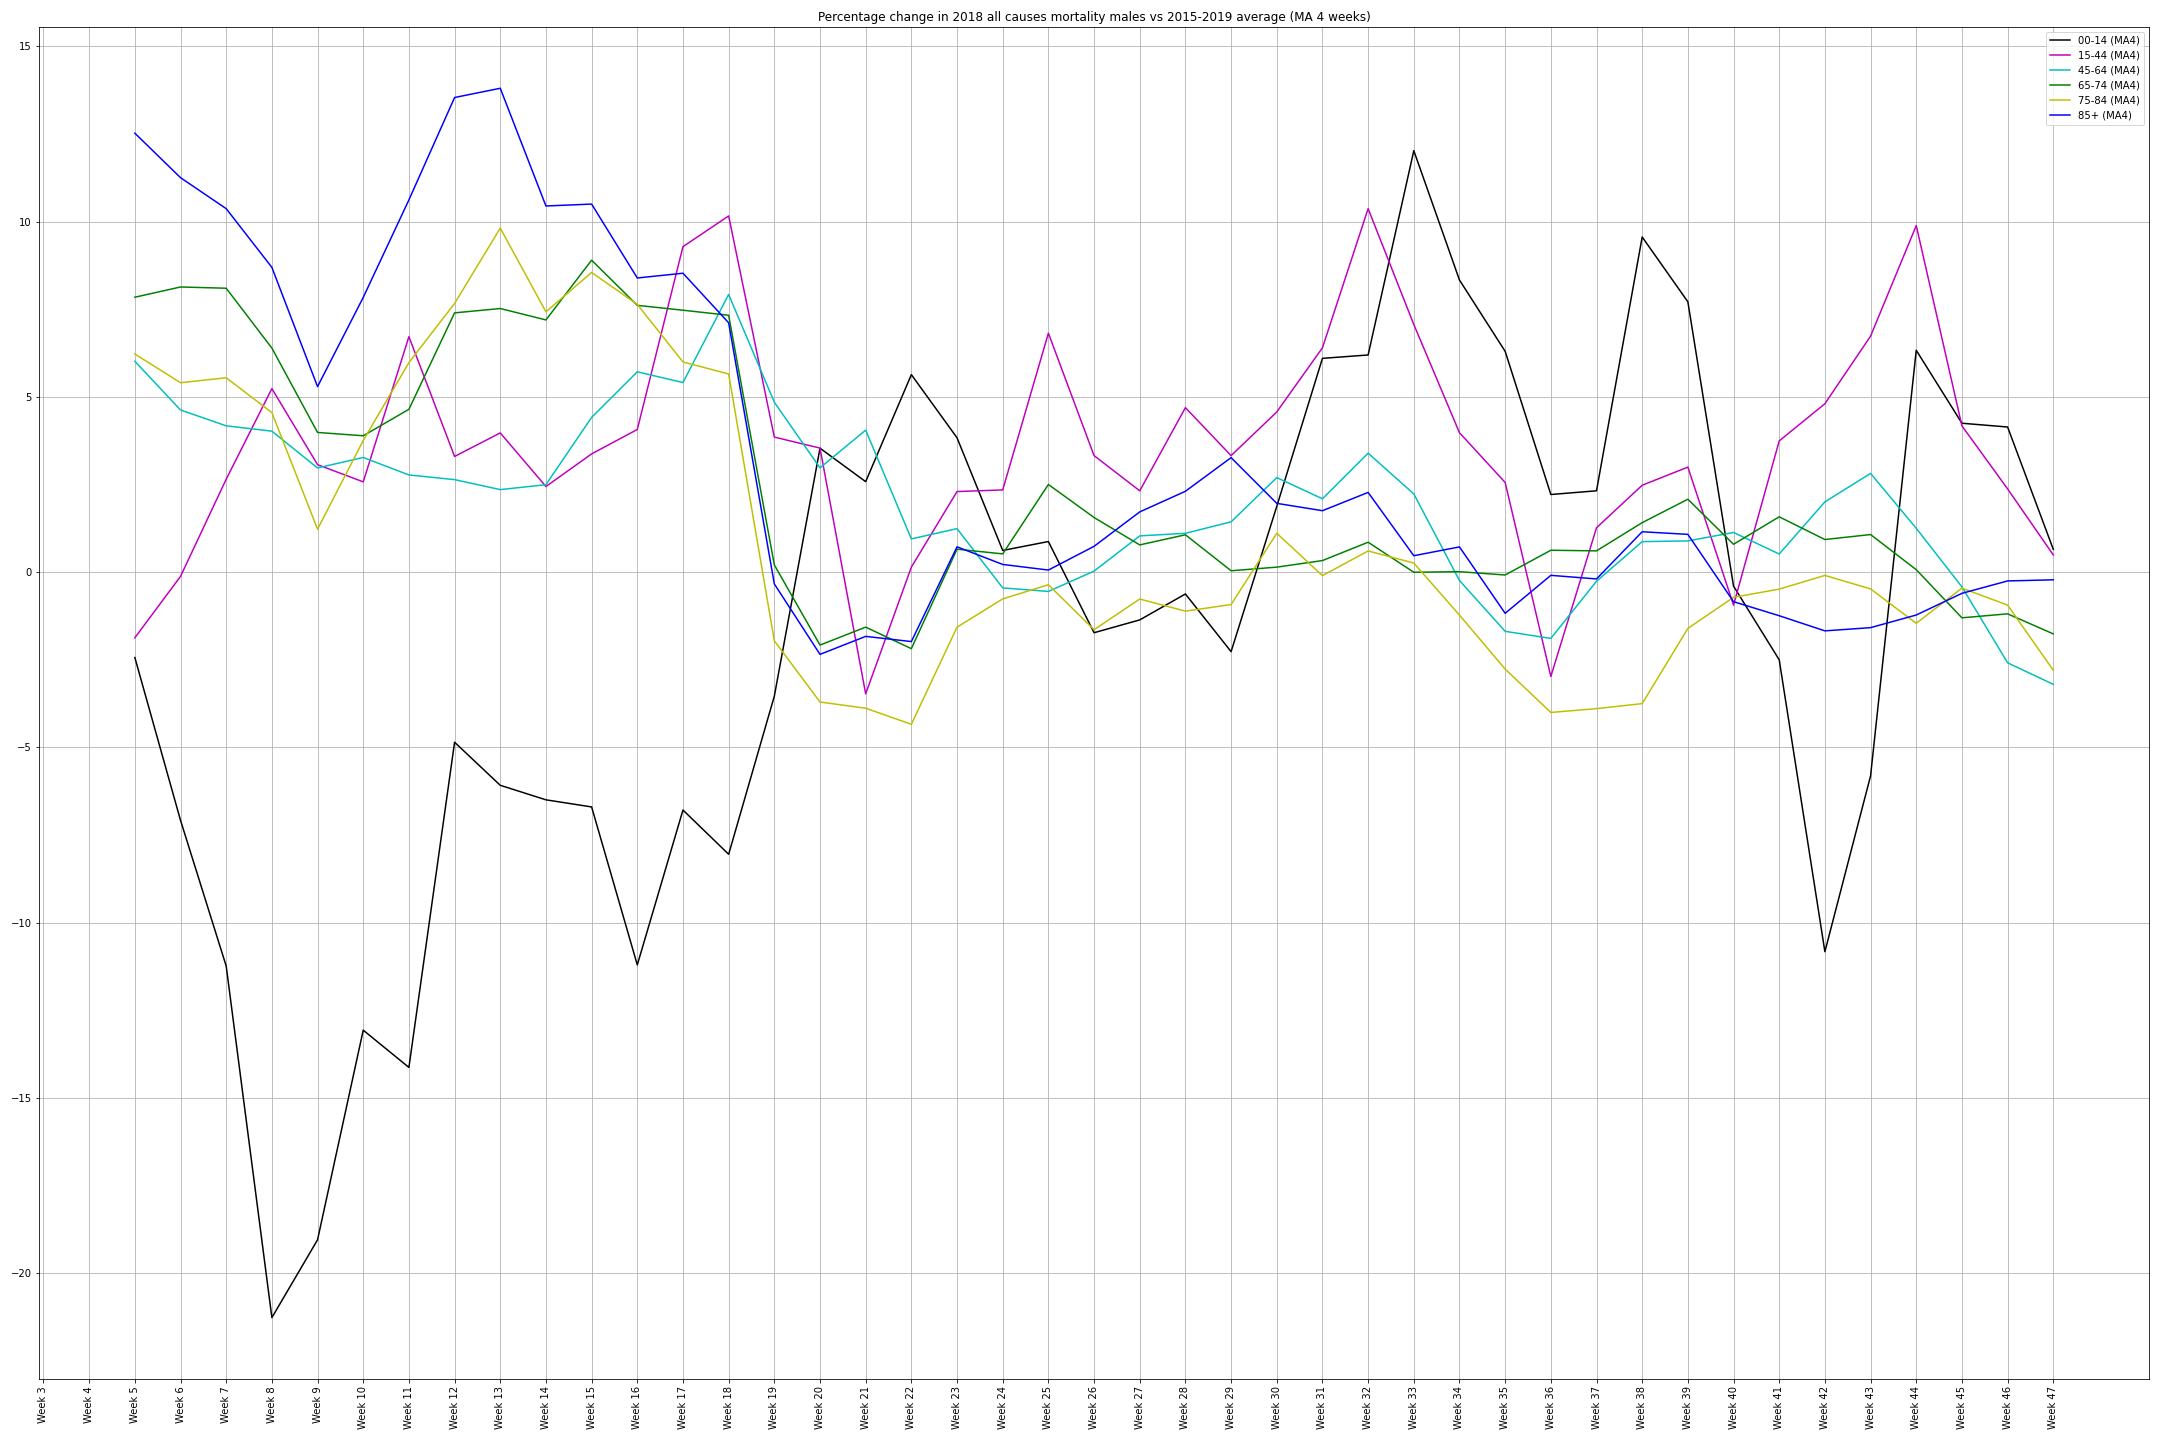 Percentage change in 2018 all causes mortality males vs 2015-2019 average (MA 4 weeks)
00-14 (MA4)
15-44 (MA4)
45-64 (MA4)
65-74 (MA4)
75-84 (MA4)
85+ (MA4)
15
10
5
0
−5
−10
−15
−20
Week 3
Week 4
Week 5
Week 6
Week 7
Week 8
Week 9
Week 10
Week 11
Week 12
Week 13
Week 14
Week 15
Week 16
Week 17
Week 18
Week 19
Week 20
Week 21
Week 22
Week 23
Week 24
Week 25
Week 26
Week 27
Week 28
Week 29
Week 30
Week 31
Week 32
Week 33
Week 34
Week 35
Week 36
Week 37
Week 38
Week 39
Week 40
Week 41
Week 42
Week 43
Week 44
Week 45
Week 46
Week 47